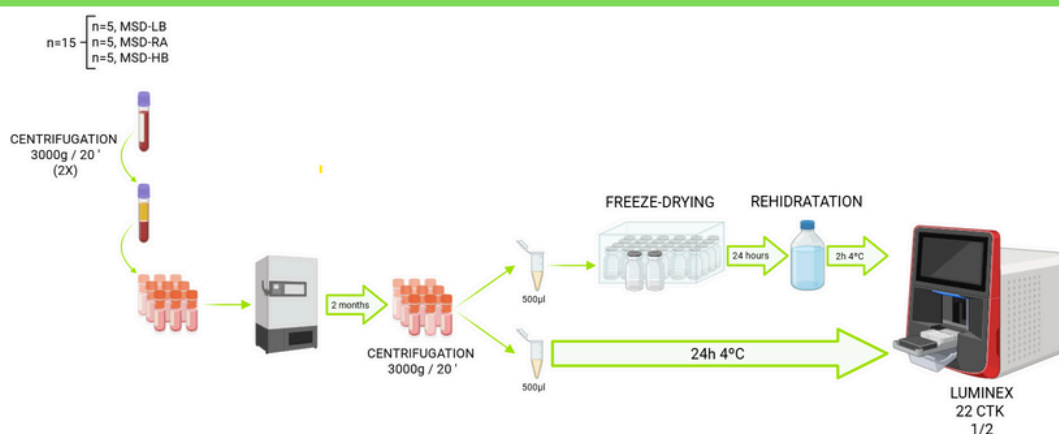 n=15
n=5, MSD-LB
n=5, MSD-RA
n=5, MSD-HB
CENTRIFUGATION
3000g / 20 '
(2X)
2 months
CENTRIFUGATION
3000g / 20 '
500µl
500µl
FREEZE-DRYING
24 hours
REHIDRATATION
2h 4ºC
24h 4ºC
LUMINEX
22 CTK
1/2